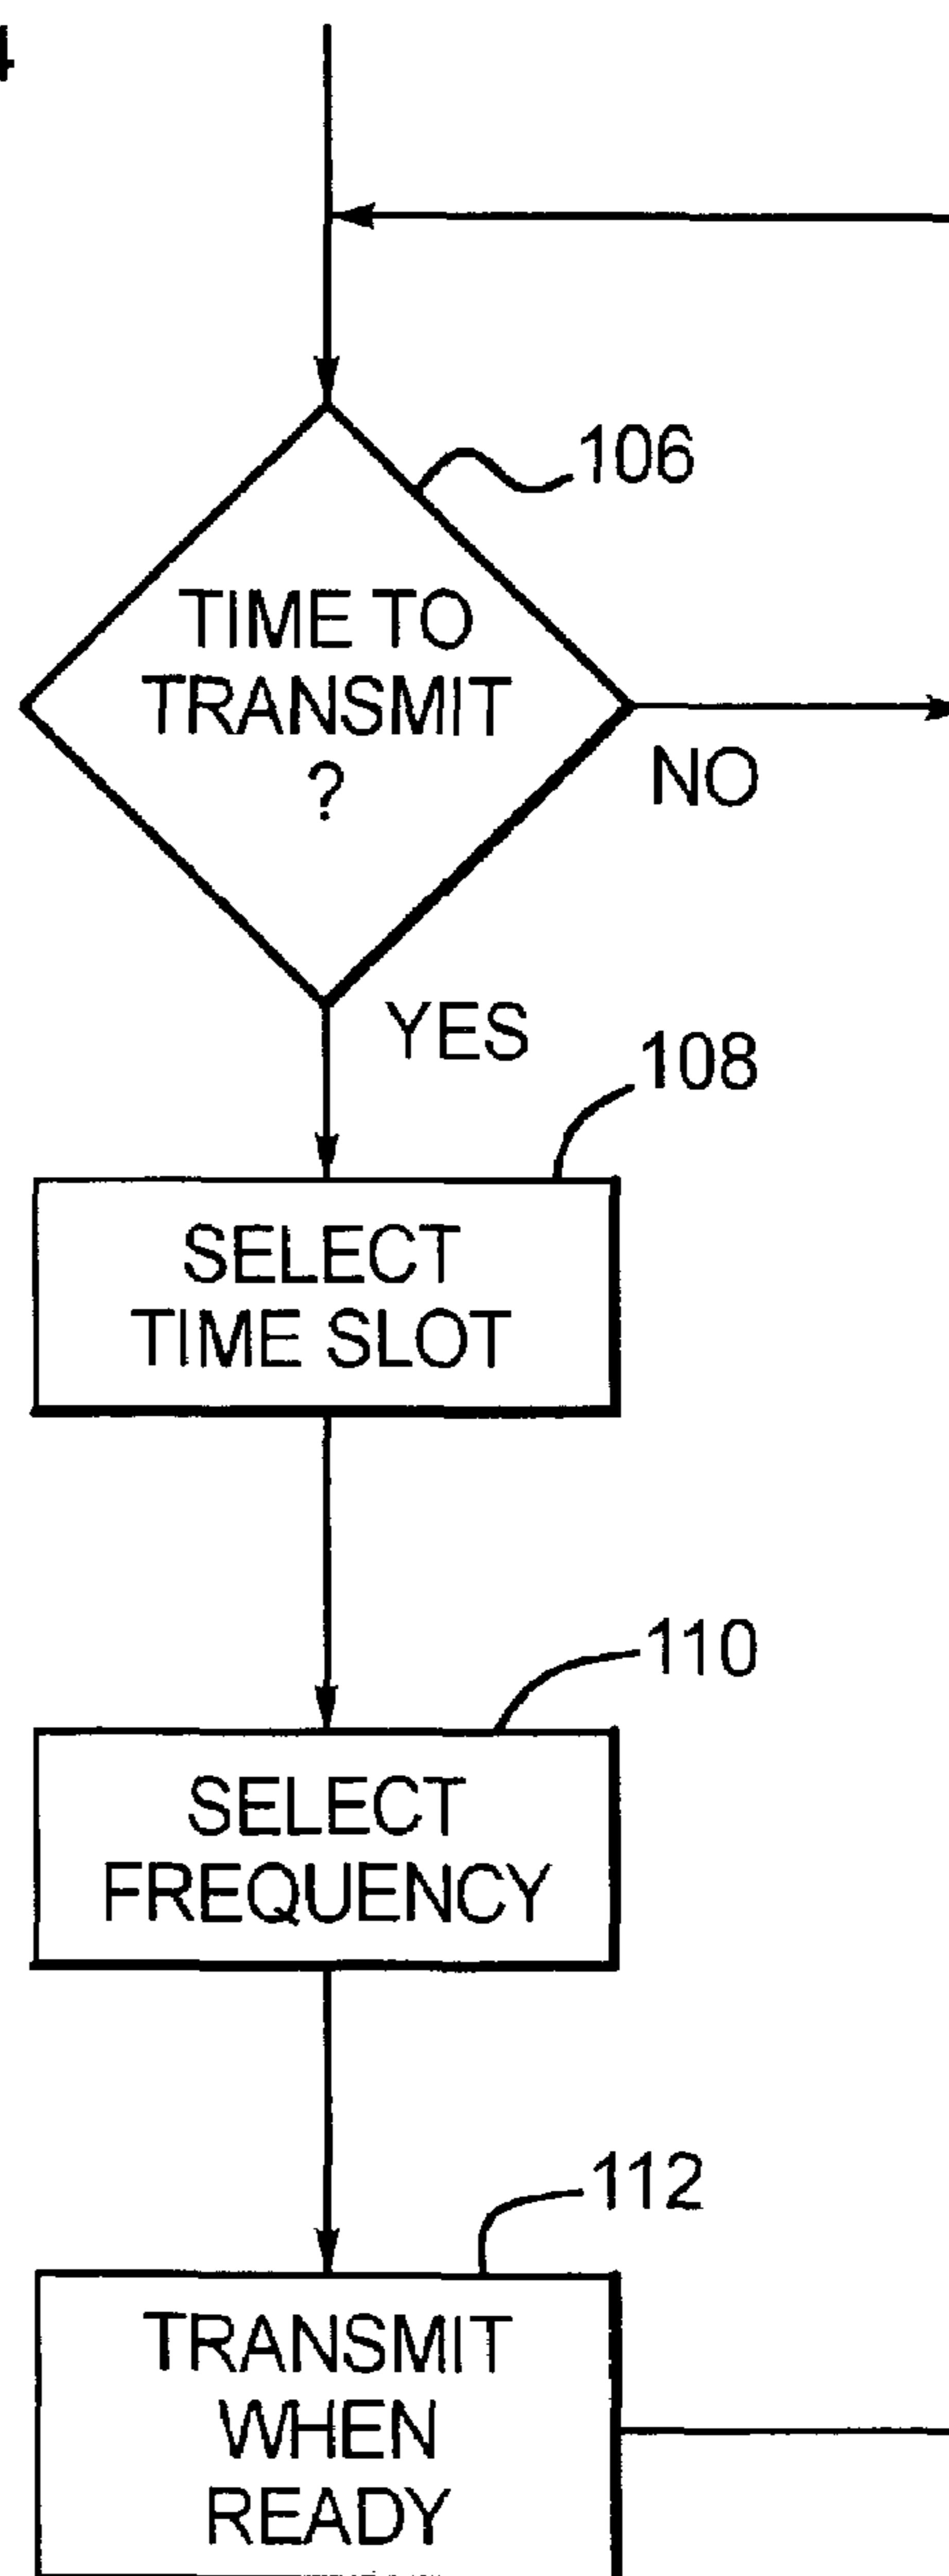 4
106
TIME TO
TRANSMIT
?
NO
YES
108
SELECT
TIME SLOT
110
SELECT
FREQUENCY
112
TRANSMIT
WHEN
READY